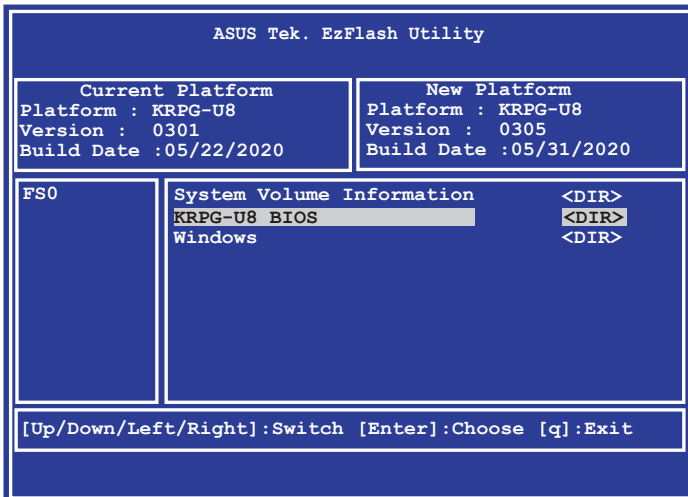 ASUS Tek. EzFlash Utility
Current Platform
Platform : KRPG-U8
Version : 0301
Build Date :05/22/2020
New Platform
Platform : KRPG-U8
Version : 0305
Build Date :05/31/2020
FS0
System Volume Information <DIR>
KRPG-U8 BIOS <DIR>
Windows <DIR>
[Up/Down/Left/Right]:Switch [Enter]:Choose [q]:Exit